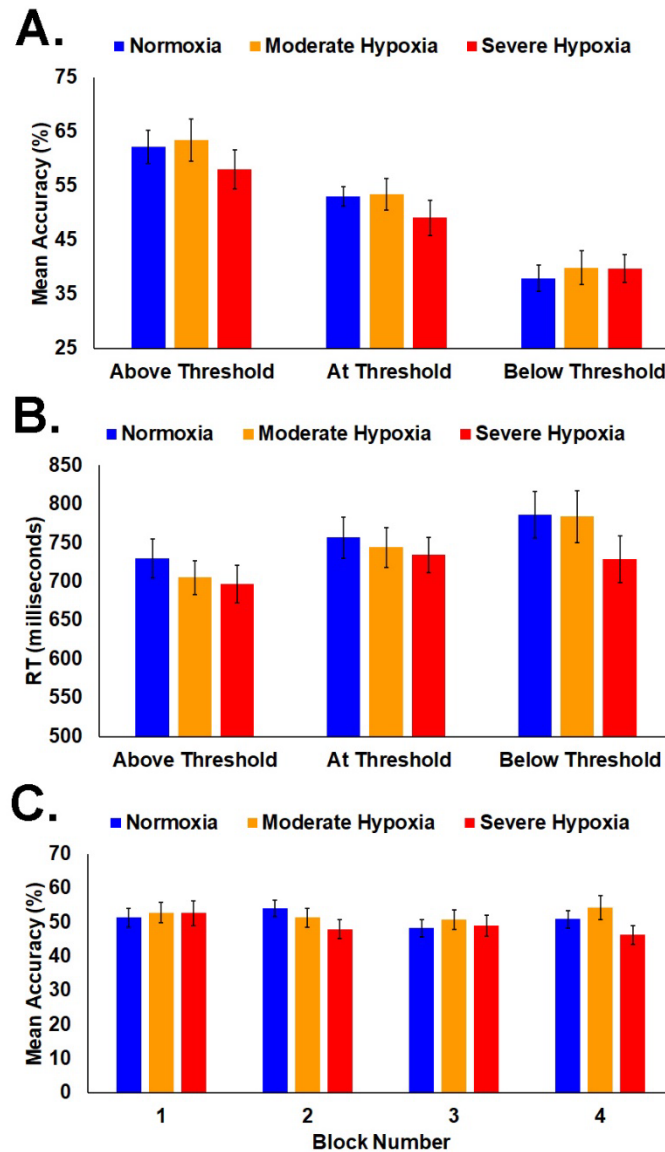 A.
Normoxia Moderate Hypoxia Severe Hypoxia
Mean Accuracy (%)
75
65
55
45
35
25
Above Threshold At Threshold Below Threshold
B.
Normoxia Moderate Hypoxia Severe Hypoxia
RT (milliseconds)
850
800
750
700
650
600
550
500
Above Threshold At Threshold Below Threshold
C.
Normoxia Moderate Hypoxia Severe Hypoxia
Mean Accuracy (%)
70
60
50
40
30
20
10
0
1 2 3 4
Block Number